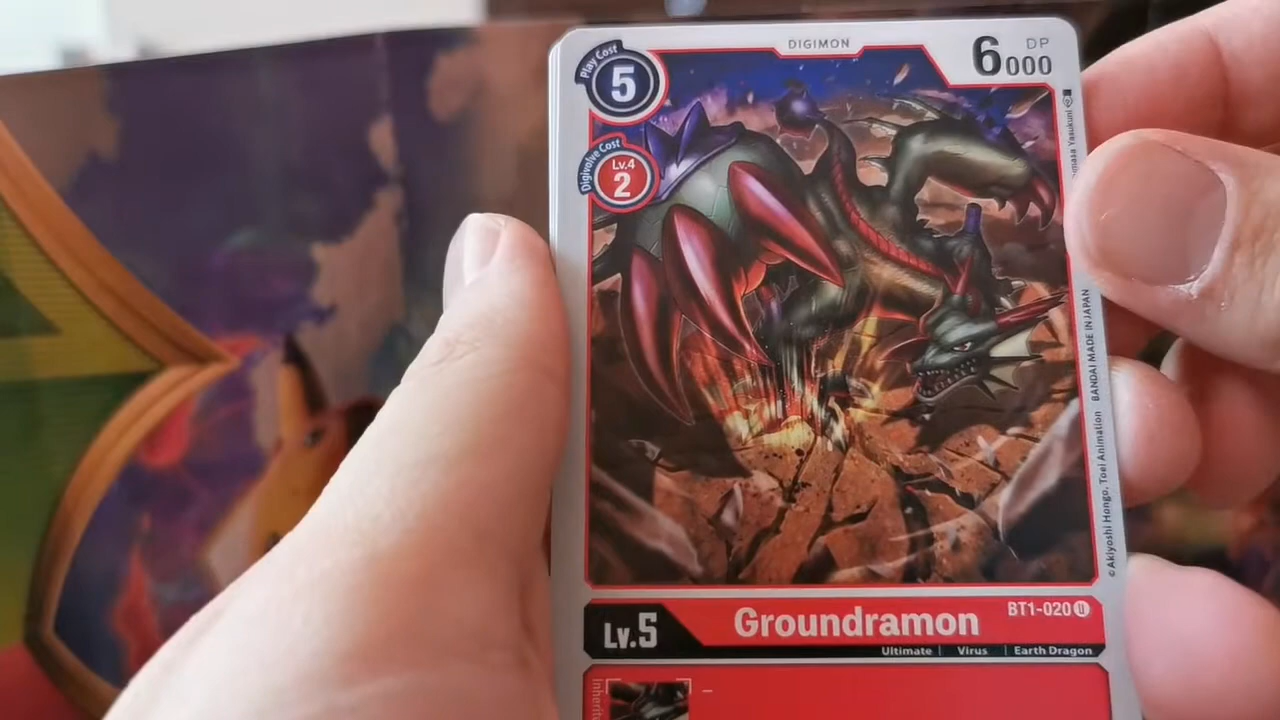 DIGIMON
DP
6000
Play Cost
5
Digivolve Cost
Lv.4
2
Yasukuni
©Akiyoshi Hongo, Toei Animation BANDAI MADE IN JAPAN
BT1-020 U
Lv.5
Groundramon
Ultimate | Virus | Earth Dragon